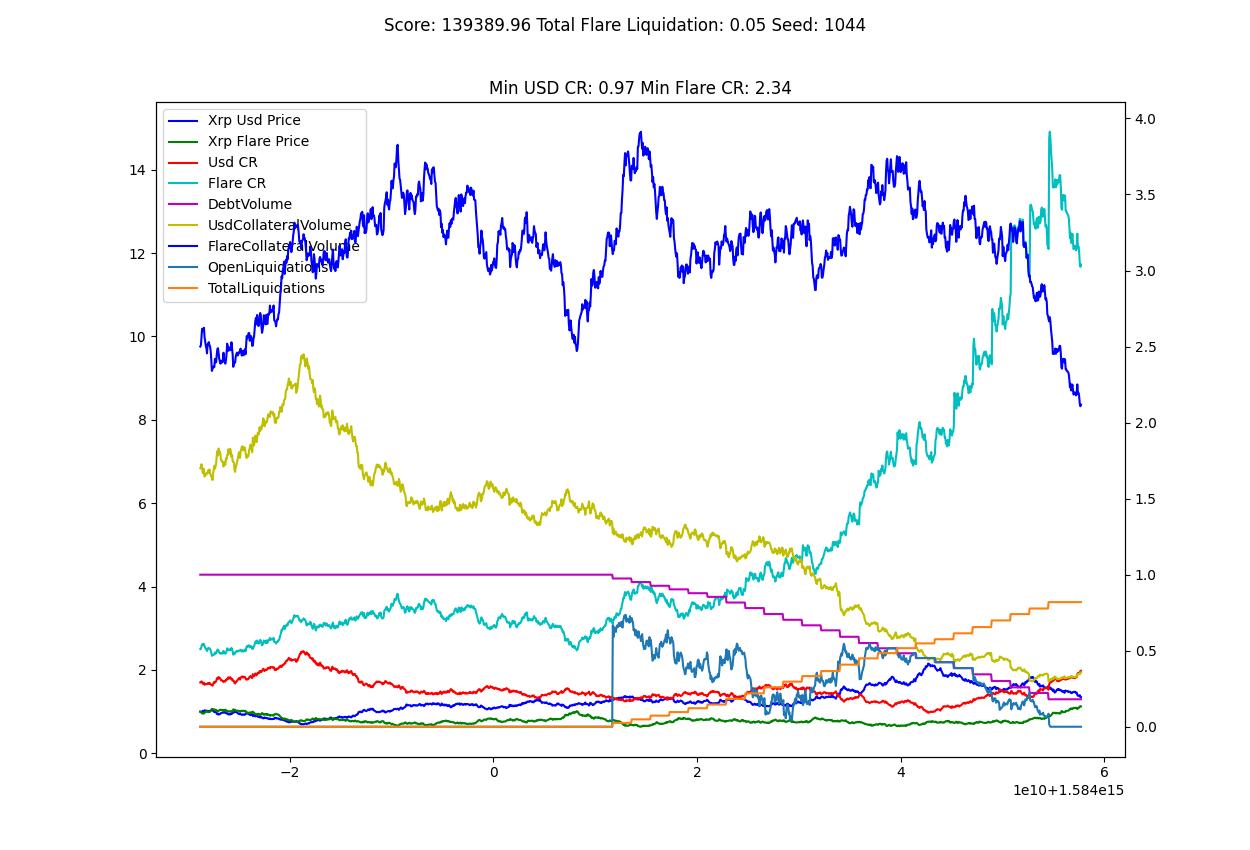 Score: 139389.96 Total Flare Liquidation: 0.05 Seed: 1044
Min USD CR: 0.97 Min Flare CR: 2.34
Xrp Usd Price
Xrp Flare Price
Usd CR
Flare CR
DebtVolume
UsdCollateralVolume
FlareCollateralVolume
OpenLiquidations
TotalLiquidations
14
12
10
8
6
4
2
0
4.0
3.5
3.0
2.5
2.0
1.5
1.0
0.5
0.0
−2 0 2 4 6
1e10+1.584e15